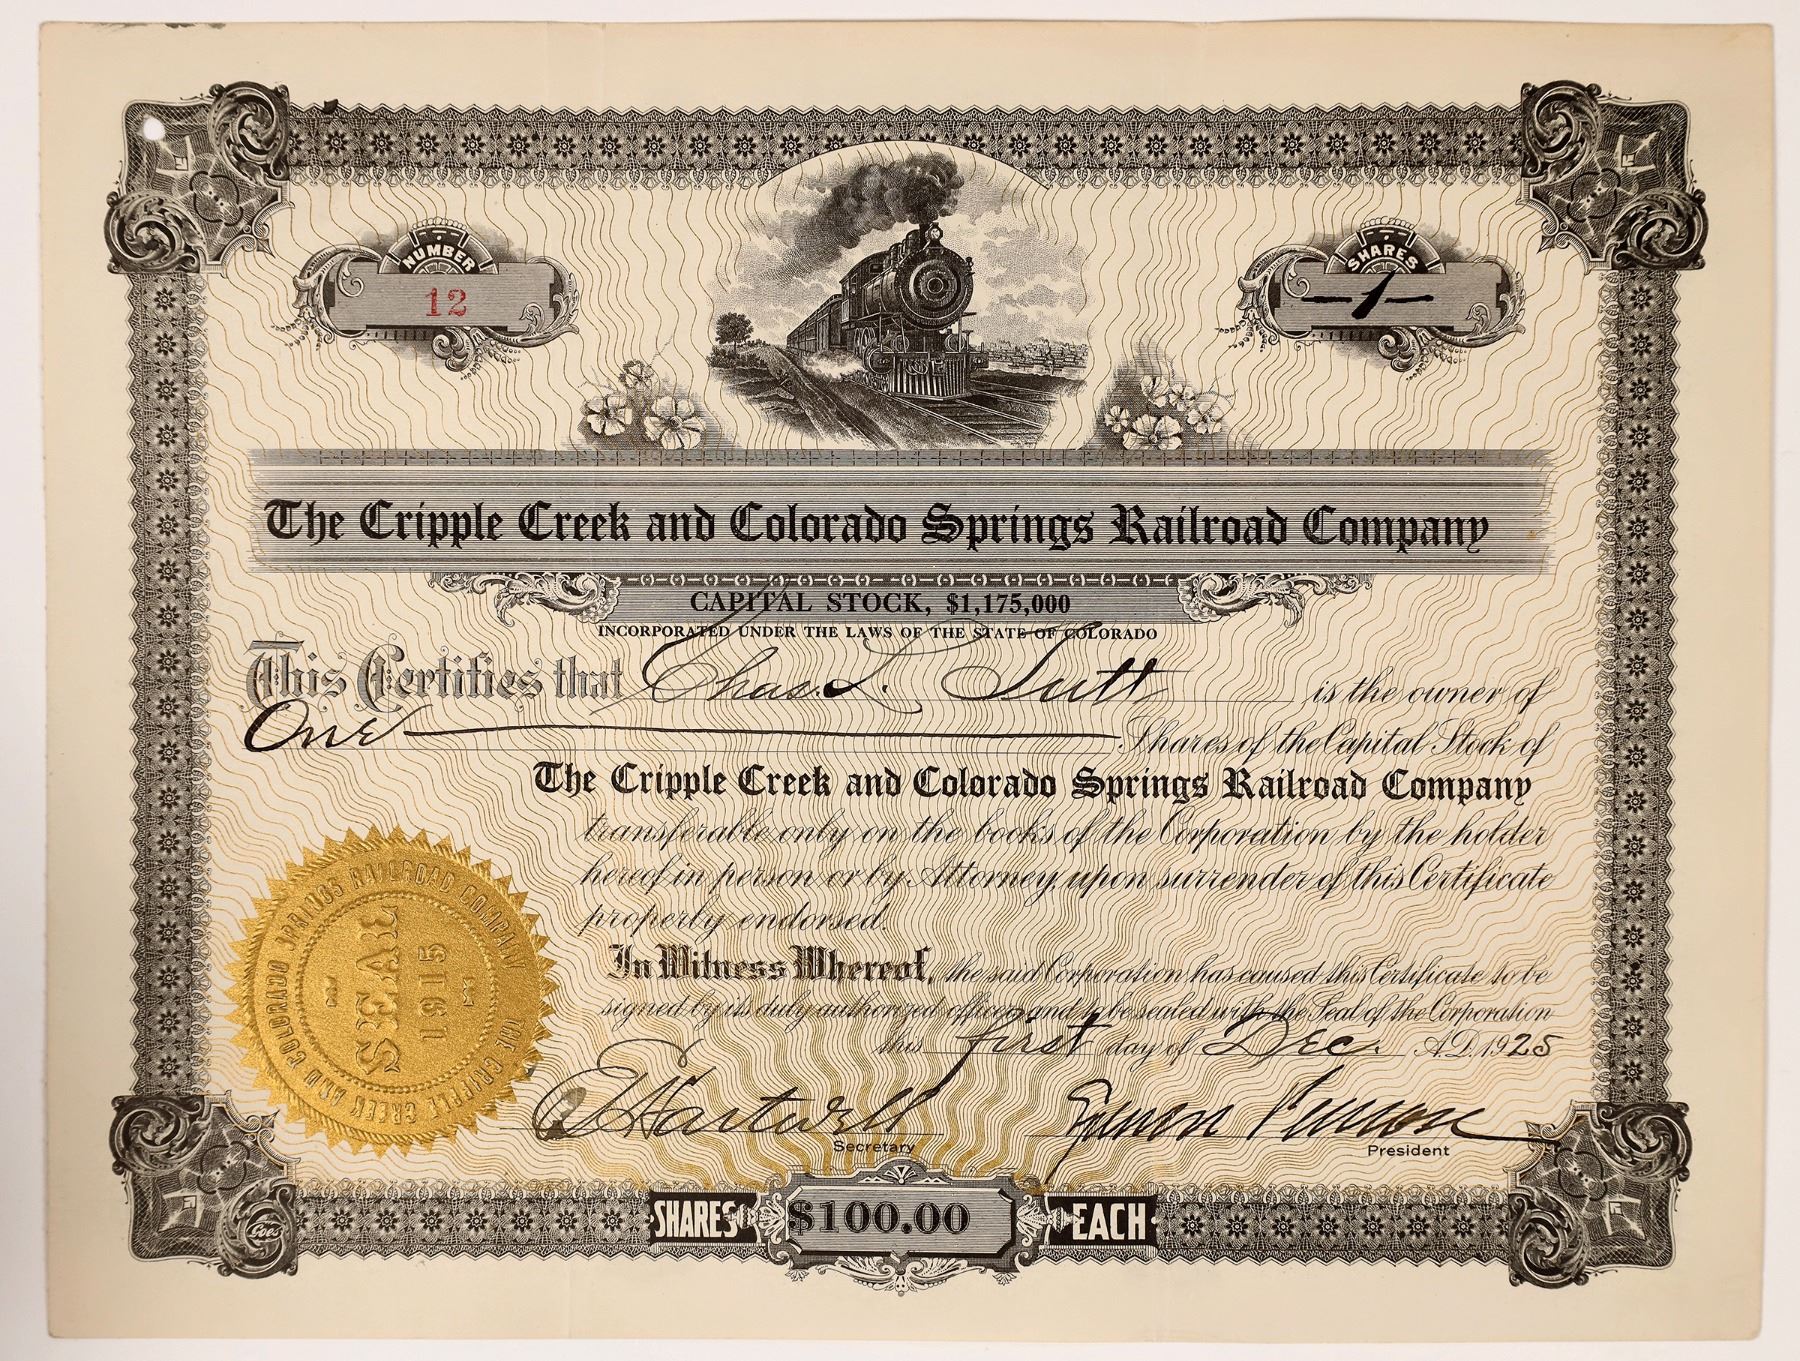 NUMBER
12
SHARES
—1—
The Cripple Creek and Colorado Springs Railroad Company
CAPITAL STOCK, $1,175,000
INCORPORATED UNDER THE LAWS OF THE STATE OF COLORADO
This Certifies that Chas. L. Tutt is the owner of
One Shares of the Capital Stock of
The Cripple Creek and Colorado Springs Railroad Company
transferable only on the books of the Corporation by the holder
hereof in person or by Attorney, upon surrender of this Certificate
properly endorsed.
In Witness Whereof, the said Corporation has caused this Certificate to be
signed by its duly authorized officers and to be sealed with the Seal of the Corporation
this first day of Dec. A.D. 1925
THE CRIPPLE CREEK AND COLORADO SPRINGS RAILROAD COMPANY
SEAL
1915
E Hartwell
Secretary
Spencer Penrose
President
Goes
SHARES $100.00 EACH